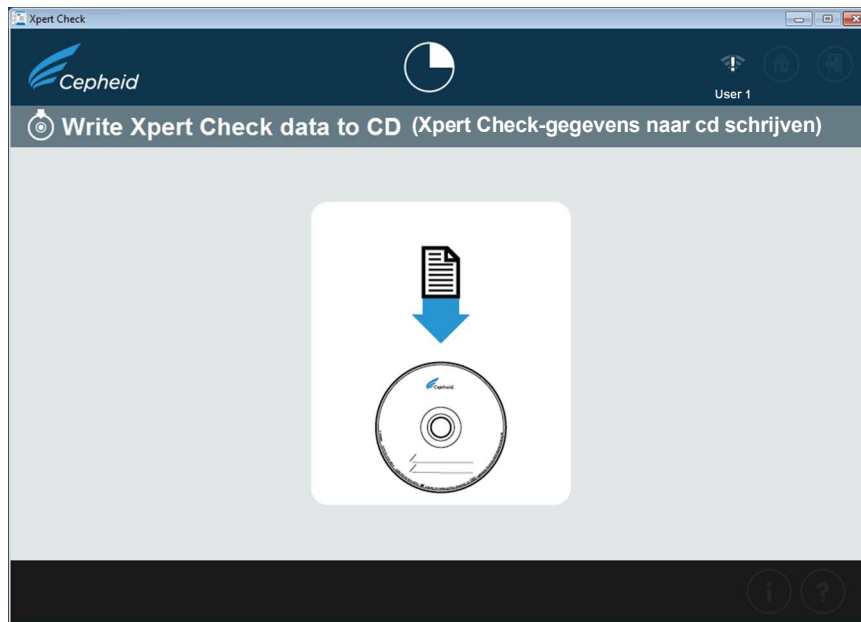 Xpert Check
Cepheid
User 1
Write Xpert Check data to CD (Xpert Check-gegevens naar cd schrijven)
Cepheid.